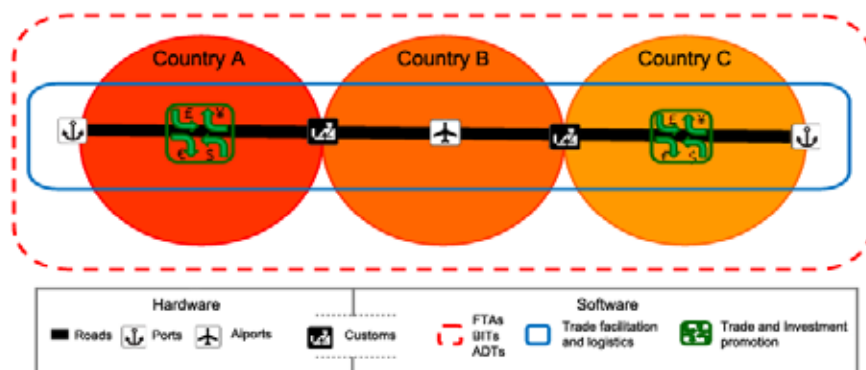 Country A Country B Country C
£ ¥
€ $
£ ¥
€ $
Hardware Software
Roads Ports Aiports Customs
FTAs
BITs
ADTs
Trade facilitation
and logistics
Trade and Investment
promotion